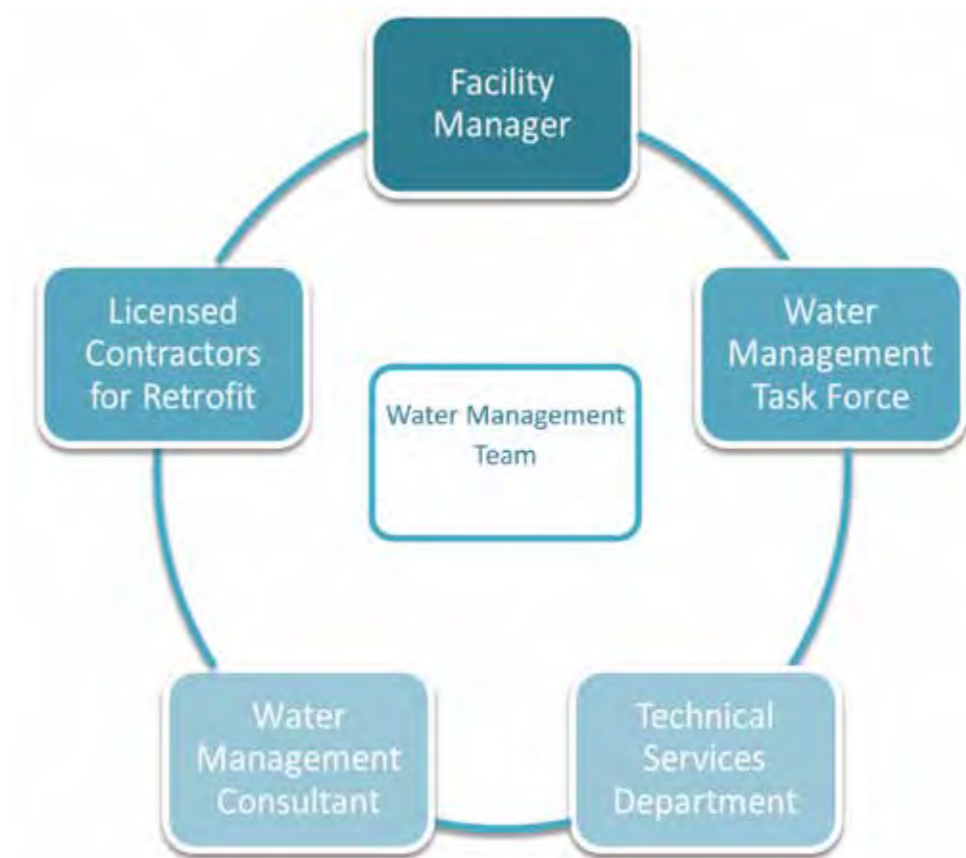 Facility
Manager
Licensed
Contractors
for Retrofit
Water
Management
Task Force
Water Management
Team
Water
Management
Consultant
Technical
Services
Department